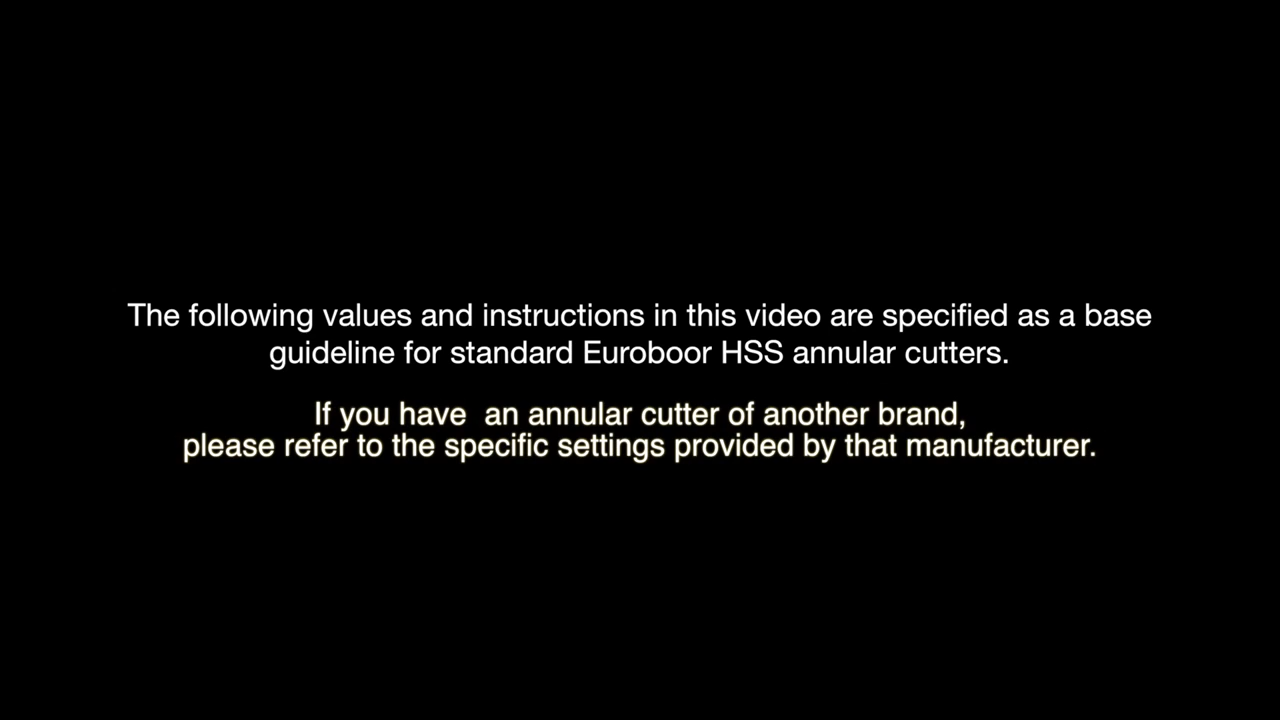 The following values and instructions in this video are specified as a base
guideline for standard Euroboor HSS annular cutters.
If you have  an annular cutter of another brand,
please refer to the specific settings provided by that manufacturer.